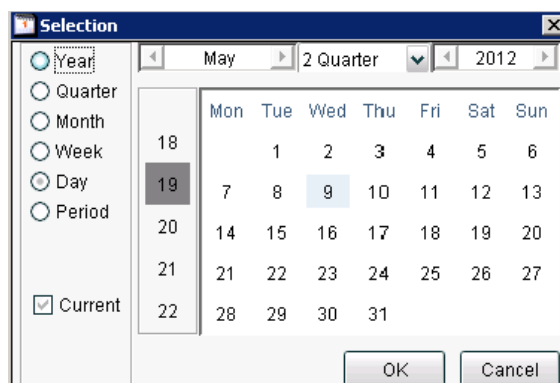 Selection
Year
Quarter
Month
Week
Day
Period
Current
May 2 Quarter 2012
Mon Tue Wed Thu Fri Sat Sun
18 1 2 3 4 5 6
19 7 8 9 10 11 12 13
20 14 15 16 17 18 19 20
21 21 22 23 24 25 26 27
22 28 29 30 31
OK Cancel